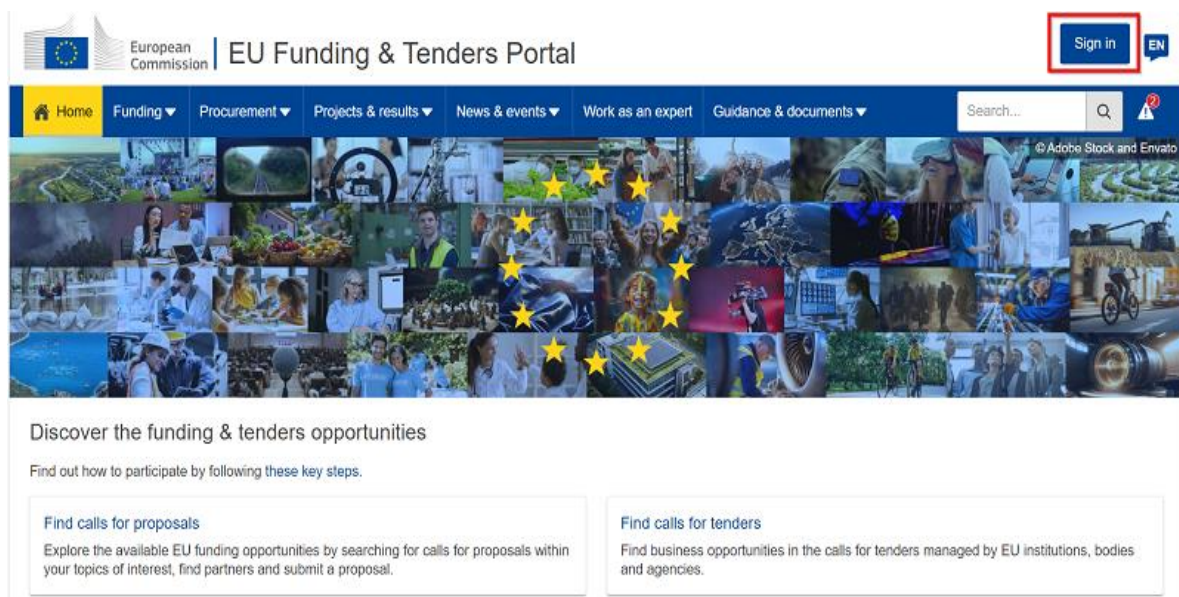 European
Commission
EU Funding & Tenders Portal
Sign in
EN
Home
Funding
Procurement
Projects & results
News & events
Work as an expert
Guidance & documents
Search...
2
© Adobe Stock and Envato
Discover the funding & tenders opportunities
Find out how to participate by following these key steps.
Find calls for proposals
Explore the available EU funding opportunities by searching for calls for proposals within
your topics of interest, find partners and submit a proposal.
Find calls for tenders
Find business opportunities in the calls for tenders managed by EU institutions, bodies
and agencies.